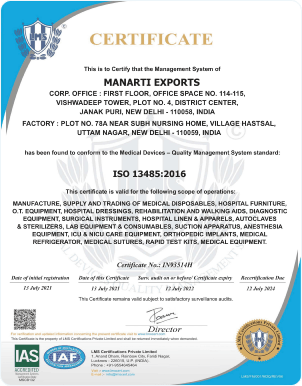 CERTIFICATE
This is to Certify that the Management System of
MANARTI EXPORTS
CORP. OFFICE : FIRST FLOOR, OFFICE SPACE NO. 114-115,
VISHWADEEP TOWER, PLOT NO. 4, DISTRICT CENTER,
JANAK PURI, NEW DELHI - 110058, INDIA
FACTORY : PLOT NO. 78A NEAR SUBH NURSING HOME, VILLAGE HASTSAL,
UTTAM NAGAR, NEW DELHI - 110059, INDIA
has been found to conform to the Medical Devices – Quality Management System standard:
ISO 13485:2016
This certificate is valid for the following scope of operations:
MANUFACTURE, SUPPLY AND TRADING OF MEDICAL DISPOSABLES, HOSPITAL FURNITURE,
O.T. EQUIPMENT, HOSPITAL DRESSINGS, REHABILITATION AND WALKING AIDS, DIAGNOSTIC
EQUIPMENT, SURGICAL INSTRUMENTS, HOSPITAL LINEN & APPARELS, AUTOCLAVES
& STERILIZERS, LAB EQUIPMENT & CONSUMABLES, SUCTION APPARATUS, ANESTHESIA
EQUIPMENT, ICU & NICU CARE EQUIPMENT, ORTHOPEDIC IMPLANTS, MEDICAL
REFRIGERATOR, MEDICAL SUTURES, RAPID TEST KITS, MEDICAL EQUIPMENT.
Certificate No.: IN93514H
Date of initial registration Date of this Certificate Surv. audit on or before/ Certificate expiry Recertification Due
13 July 2021 13 July 2021 12 July 2022 12 July 2024
This Certificate remains valid subject to satisfactory surveillance audits.
Director
IAS
ACCREDITED
IAF
LMS Certifications Private Limited